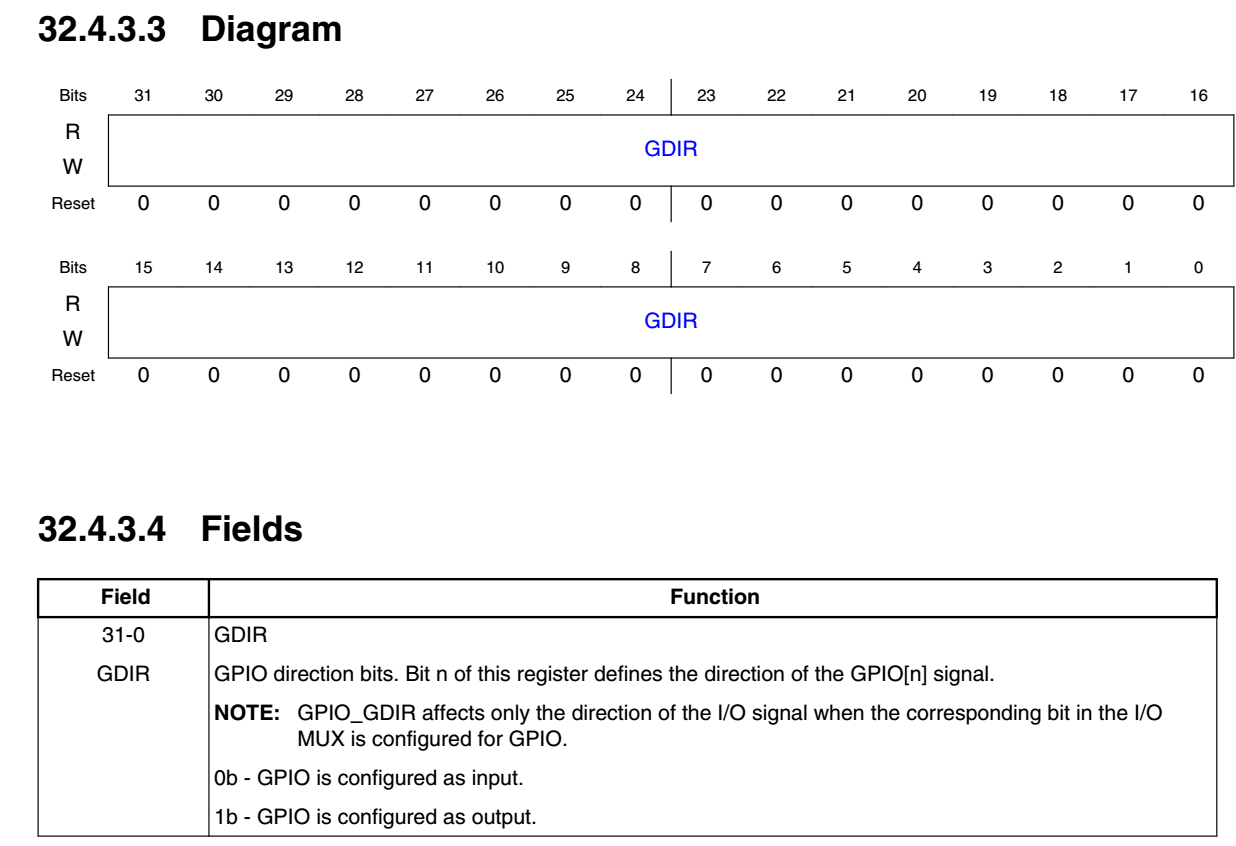 32.4.3.3 Diagram
Bits 31 30 29 28 27 26 25 24 23 22 21 20 19 18 17 16
R
GDIR
W
Reset 0 0 0 0 0 0 0 0 0 0 0 0 0 0 0 0
Bits 15 14 13 12 11 10 9 8 7 6 5 4 3 2 1 0
R
GDIR
W
Reset 0 0 0 0 0 0 0 0 0 0 0 0 0 0 0 0
32.4.3.4 Fields
Field Function
31-0 GDIR
GDIR GPIO direction bits. Bit n of this register defines the direction of the GPIO[n] signal.
NOTE: GPIO_GDIR affects only the direction of the I/O signal when the corresponding bit in the I/O
MUX is configured for GPIO.
0b - GPIO is configured as input.
1b - GPIO is configured as output.